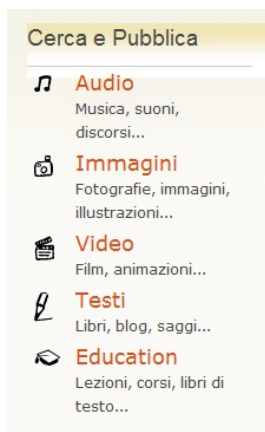 Cerca e Pubblica
Audio
Musica, suoni,
discorsi...
Immagini
Fotografie, immagini,
illustrazioni...
Video
Film, animazioni...
Testi
Libri, blog, saggi...
Education
Lezioni, corsi, libri di
testo...